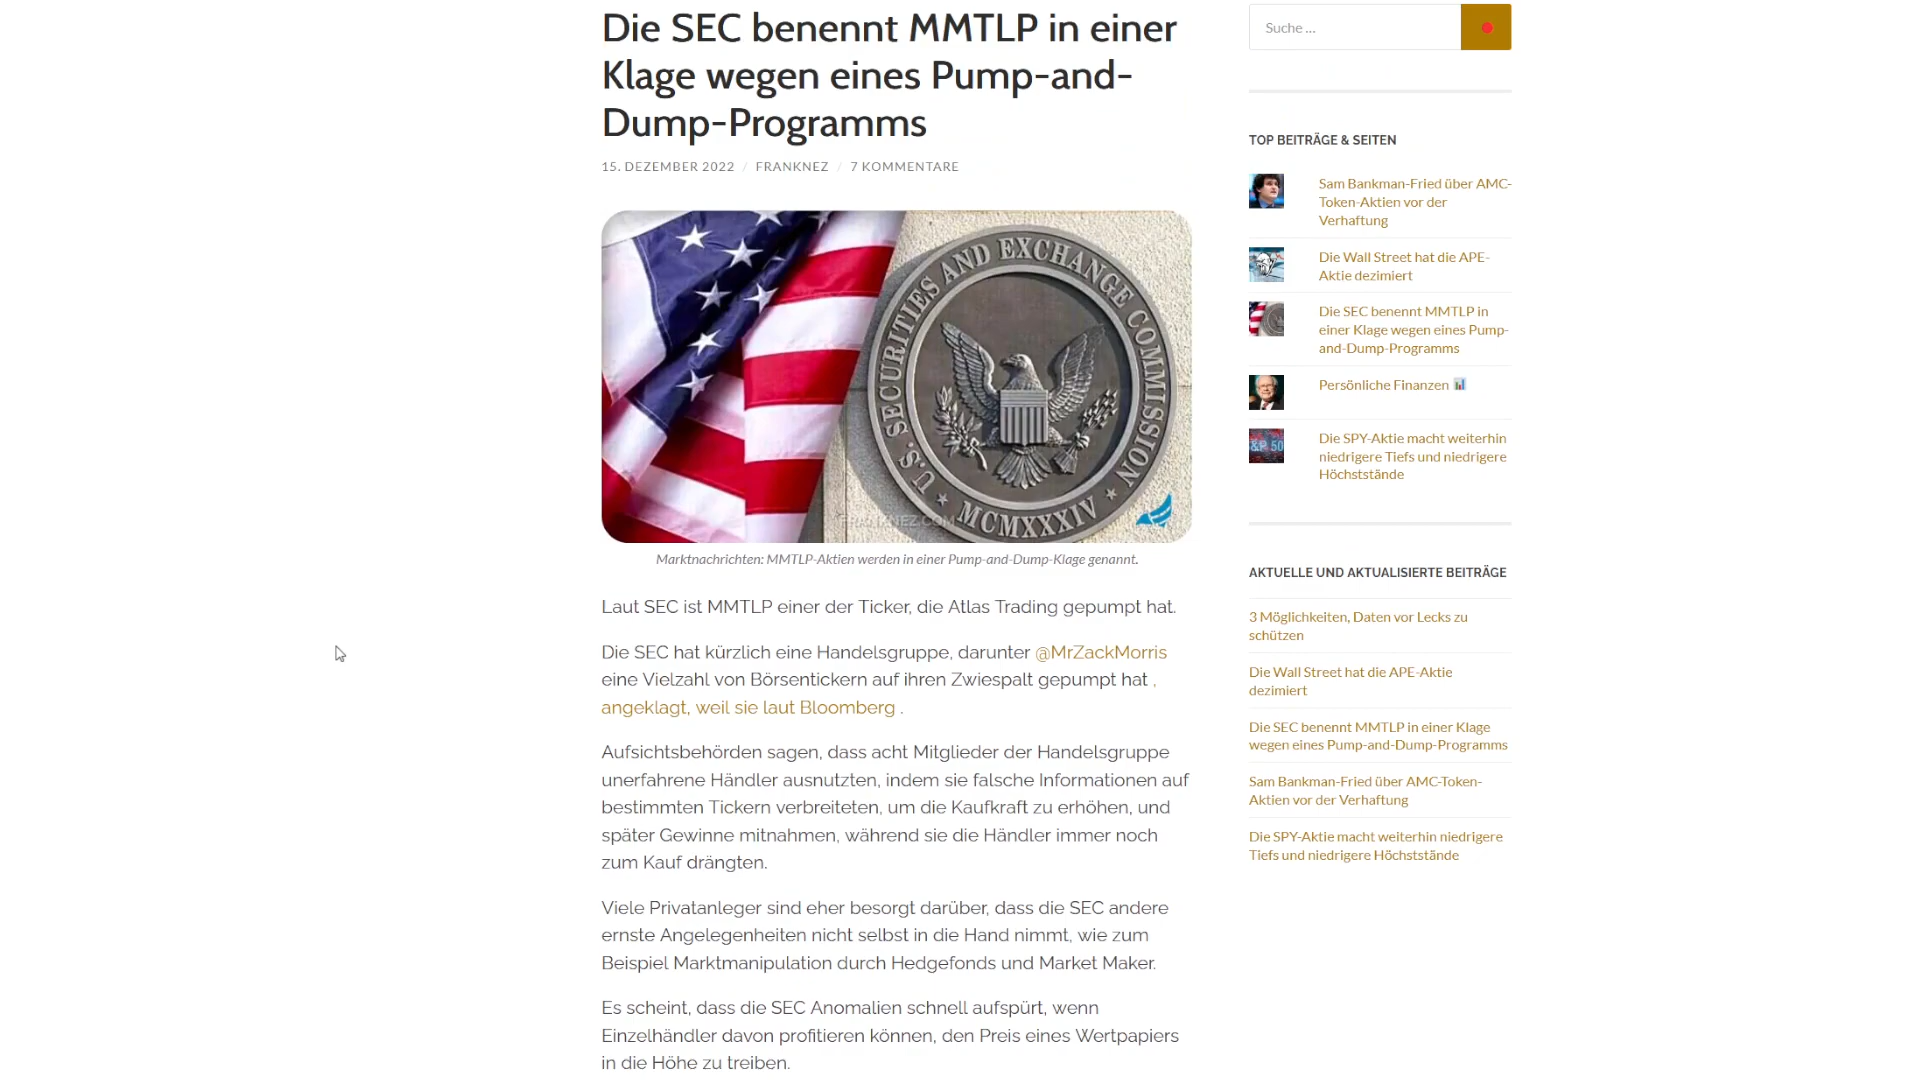 Die SEC benennt MMTLP in einer
Klage wegen eines Pump-and-
Dump-Programms
15. DEZEMBER 2022 / FRANKNEZ / 7 KOMMENTARE
U.S. SECURITIES AND EXCHANGE COMMISSION
MCMXXXIV
FRANKNEZ.COM
Marktnachrichten: MMTLP-Aktien werden in einer Pump-and-Dump-Klage genannt.
Laut SEC ist MMTLP einer der Ticker, die Atlas Trading gepumpt hat.
Die SEC hat kürzlich eine Handelsgruppe, darunter @MrZackMorris
eine Vielzahl von Börsentickern auf ihren Zwiespalt gepumpt hat ,
angeklagt, weil sie laut Bloomberg .
Aufsichtsbehörden sagen, dass acht Mitglieder der Handelsgruppe
unerfahrene Händler ausnutzten, indem sie falsche Informationen auf
bestimmten Tickern verbreiteten, um die Kaufkraft zu erhöhen, und
später Gewinne mitnahmen, während sie die Händler immer noch
zum Kauf drängten.
Viele Privatanleger sind eher besorgt darüber, dass die SEC andere
ernste Angelegenheiten nicht selbst in die Hand nimmt, wie zum
Beispiel Marktmanipulation durch Hedgefonds und Market Maker.
Es scheint, dass die SEC Anomalien schnell aufspürt, wenn
Einzelhändler davon profitieren können, den Preis eines Wertpapiers
in die Höhe zu treiben.
Suche ...
TOP BEITRÄGE & SEITEN
Sam Bankman-Fried über AMC-
Token-Aktien vor der
Verhaftung
Die Wall Street hat die APE-
Aktie dezimiert
Die SEC benennt MMTLP in
einer Klage wegen eines Pump-
and-Dump-Programms
Persönliche Finanzen
Die SPY-Aktie macht weiterhin
niedrigere Tiefs und niedrigere
Höchststände
AKTUELLE UND AKTUALISIERTE BEITRÄGE
3 Möglichkeiten, Daten vor Lecks zu
schützen
Die Wall Street hat die APE-Aktie
dezimiert
Die SEC benennt MMTLP in einer Klage
wegen eines Pump-and-Dump-Programms
Sam Bankman-Fried über AMC-Token-
Aktien vor der Verhaftung
Die SPY-Aktie macht weiterhin niedrigere
Tiefs und niedrigere Höchststände